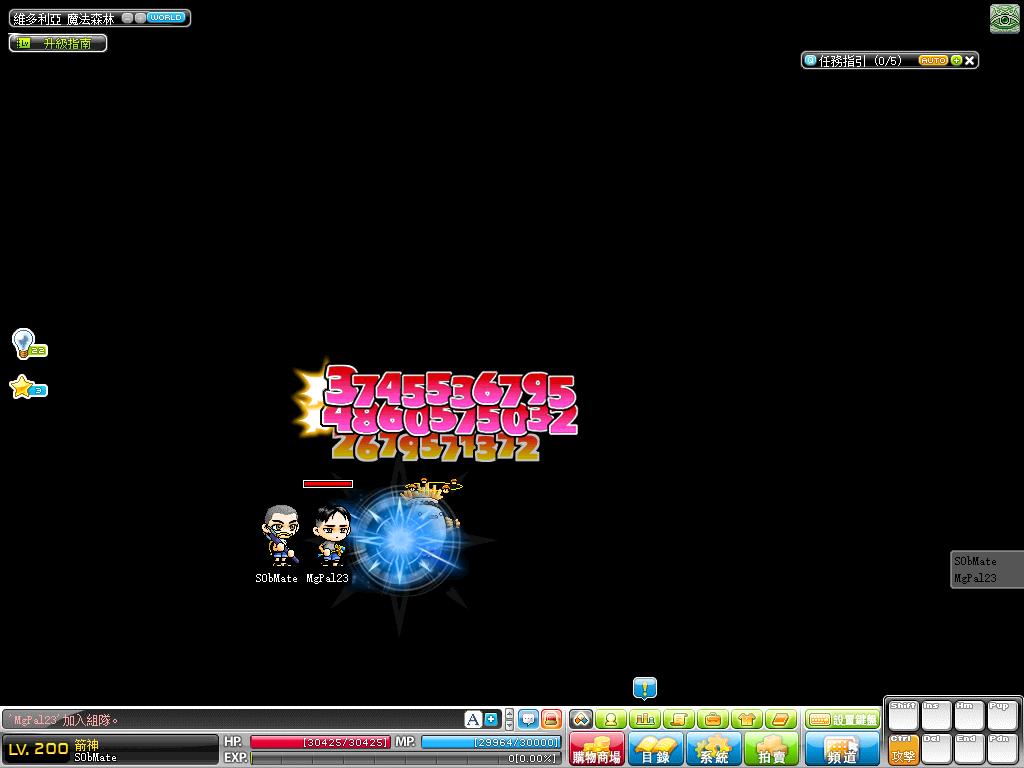 維多利亞 魔法森林 WORLD
Lv 升級指南
任務指引 (0/5) AUTO
22
3
3745536795
4860575032
2679571372
SObMate MgPal23
SObMate
MgPal23
'MgPal23'加入組隊。
A
設置鍵盤
Shift Ins Hm Pup
LV. 200 箭神
SObMate
HP. [30425/30425] MP. [29964/30000]
EXP. 0[0.00%]
購物商場 目錄 系統 拍賣 頻道
Ctrl Del End Pdn
攻擊